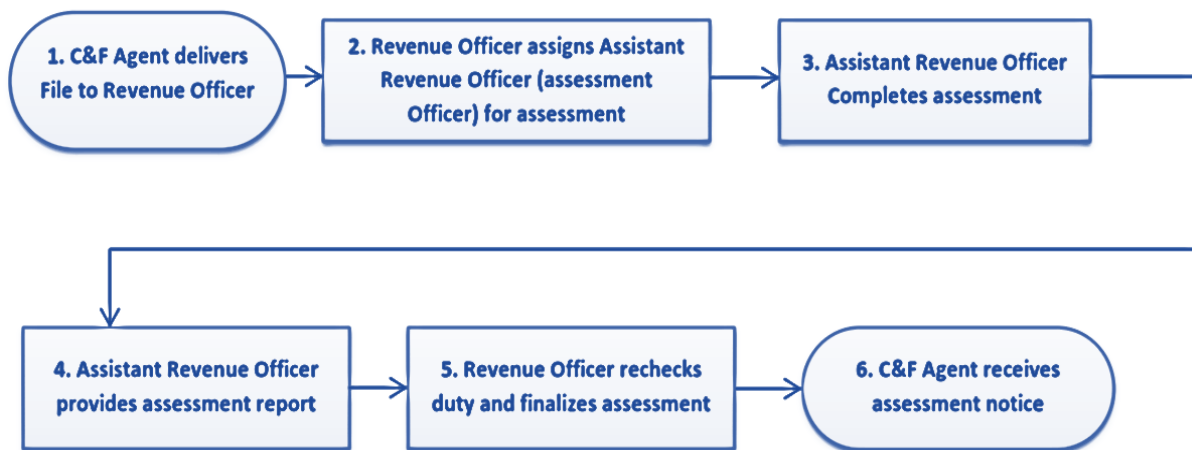 1. C&F Agent delivers
File to Revenue Officer
2. Revenue Officer assigns Assistant
Revenue Officer (assessment
Officer) for assessment
3. Assistant Revenue Officer
Completes assessment
4. Assistant Revenue Officer
provides assessment report
5. Revenue Officer rechecks
duty and finalizes assessment
6. C&F Agent receives
assessment notice